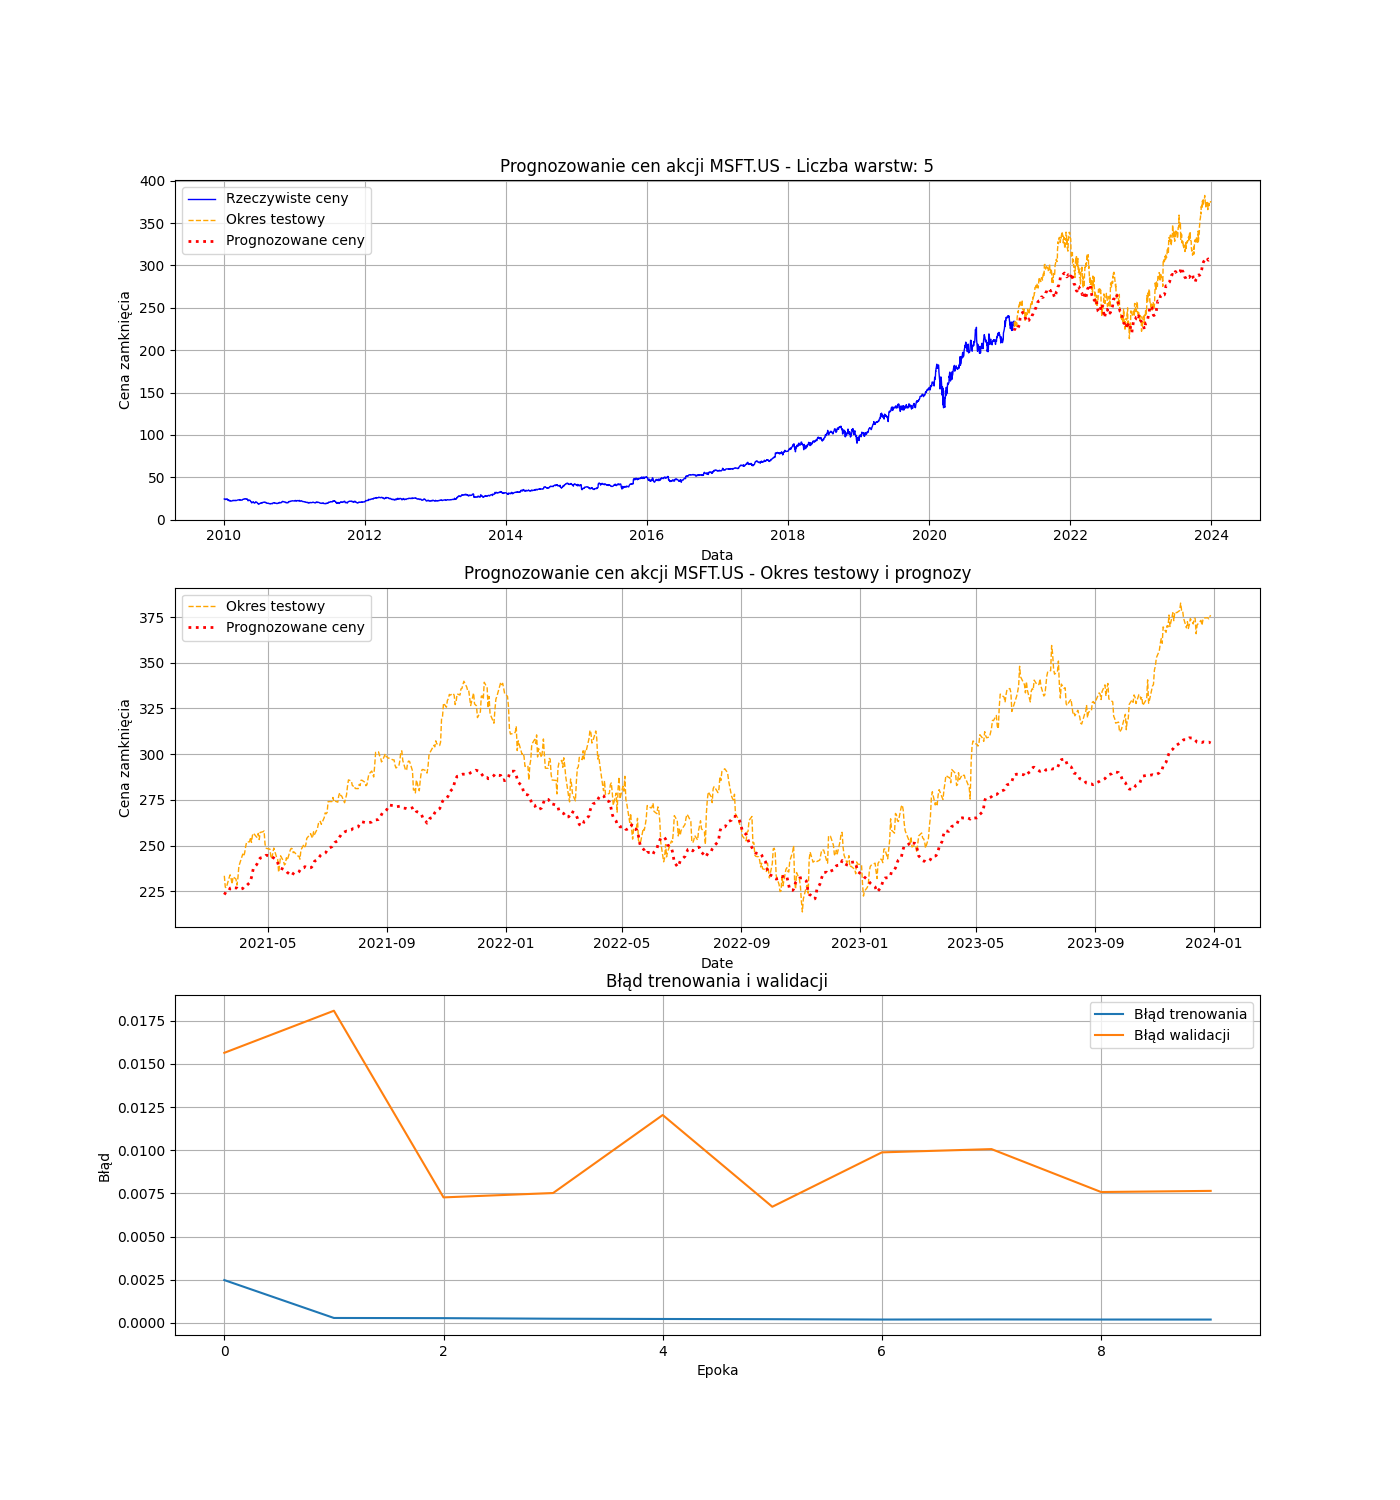 Prognozowanie cen akcji MSFT.US - Liczba warstw: 5
400
350
300
250
200
150
100
50
0
Cena zamknięcia
Rzeczywiste ceny
Okres testowy
Prognozowane ceny
2010 2012 2014 2016 2018 2020 2022 2024
Data
Prognozowanie cen akcji MSFT.US - Okres testowy i prognozy
375
350
325
300
275
250
225
Cena zamknięcia
Okres testowy
Prognozowane ceny
2021-05 2021-09 2022-01 2022-05 2022-09 2023-01 2023-05 2023-09 2024-01
Date
Błąd trenowania i walidacji
0.0175
0.0150
0.0125
0.0100
0.0075
0.0050
0.0025
0.0000
Błąd
Błąd trenowania
Błąd walidacji
0 2 4 6 8
Epoka